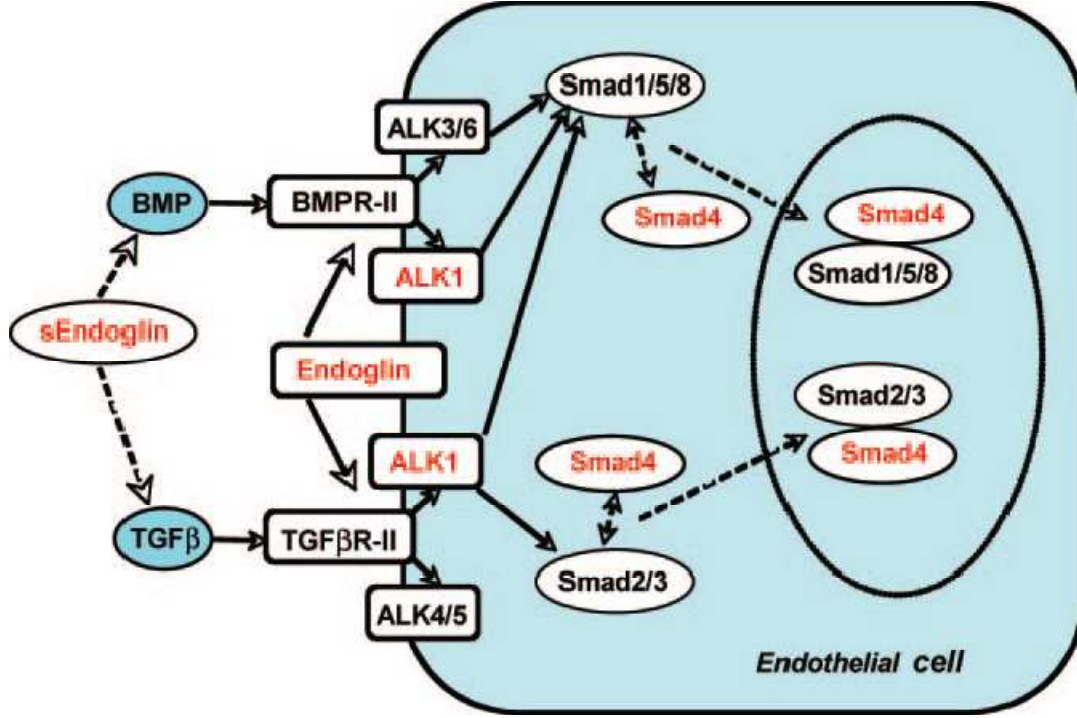 Smad1/5/8
ALK3/6
BMP
BMPR-II
Smad4
Smad4
ALK1
Smad1/5/8
sEndoglin
Endoglin
Smad2/3
ALK1
Smad4
Smad4
TGFβ
TGFβR-II
Smad2/3
ALK4/5
Endothelial cell